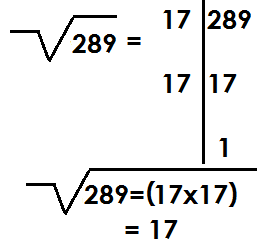 √289 = 17 | 289
17 | 17
1
√289=(17x17)
= 17